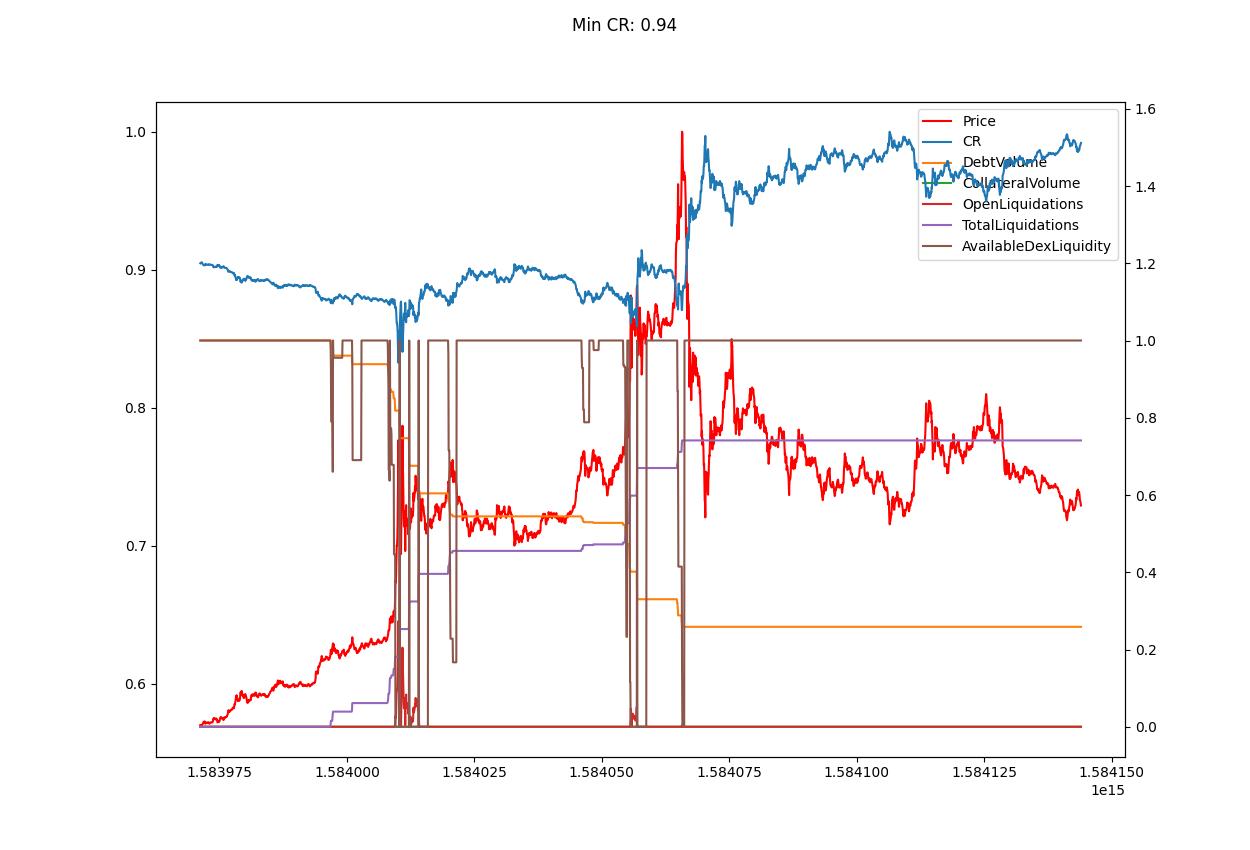 Min CR: 0.94
1.0
0.9
0.8
0.7
0.6
1.6
1.4
1.2
1.0
0.8
0.6
0.4
0.2
0.0
Price
CR
DebtVolume
CollateralVolume
OpenLiquidations
TotalLiquidations
AvailableDexLiquidity
1.583975 1.584000 1.584025 1.584050 1.584075 1.584100 1.584125 1.584150
1e15